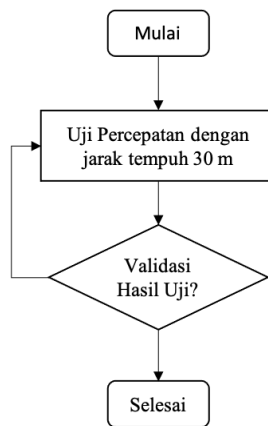 Mulai
Uji Percepatan dengan
jarak tempuh 30 m
Validasi
Hasil Uji?
Selesai